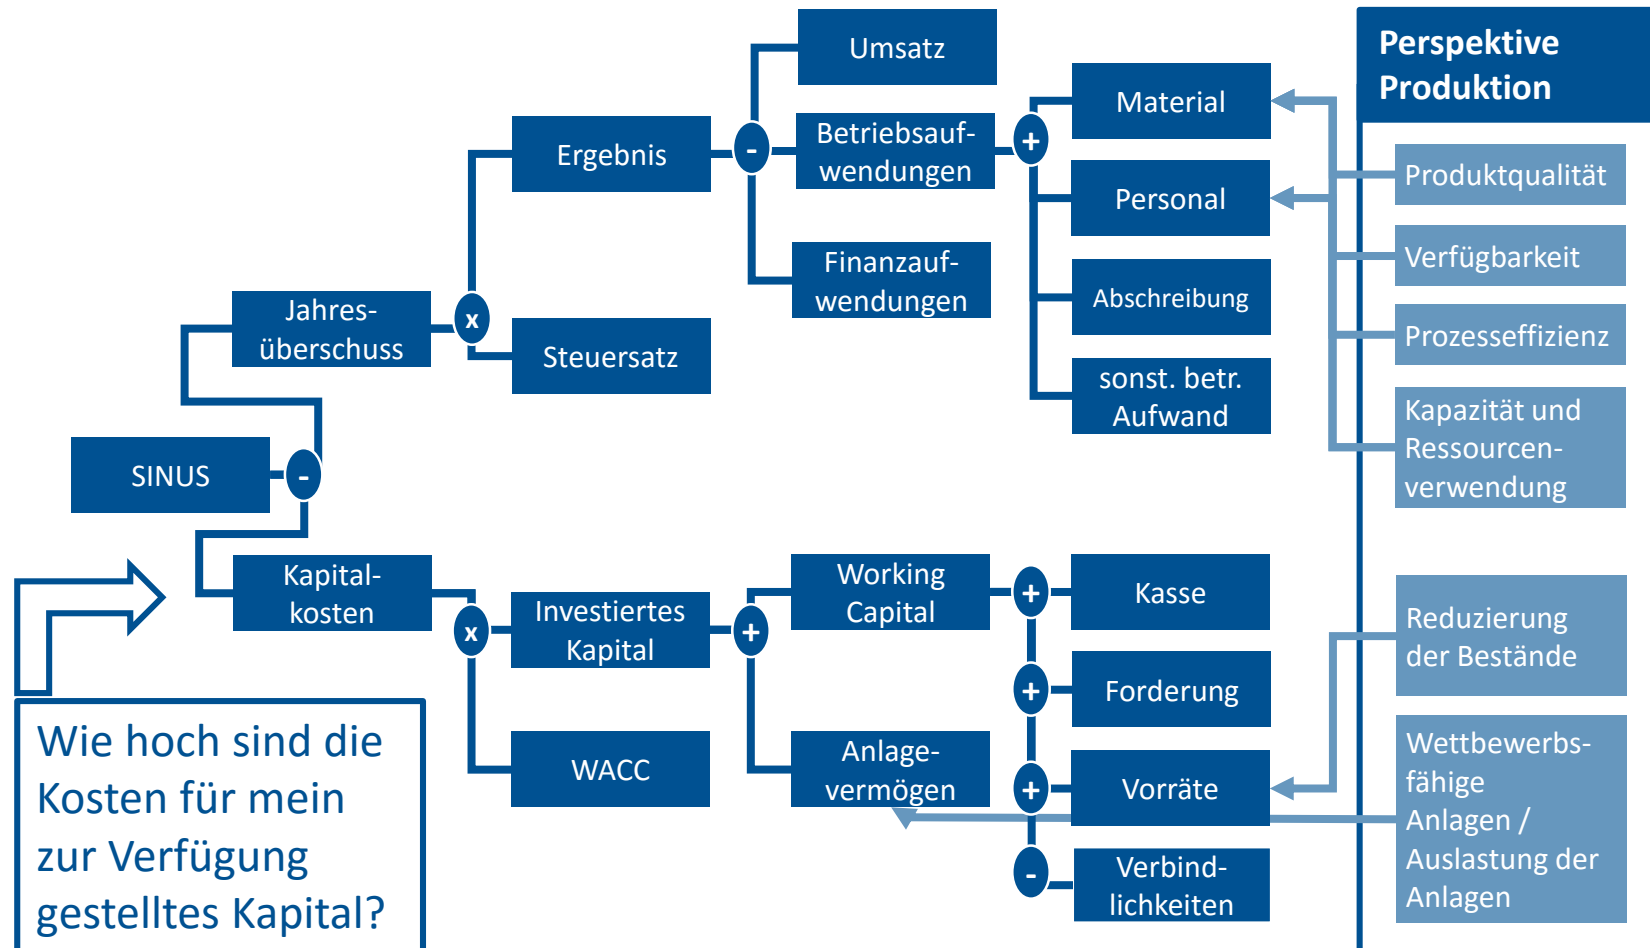 Umsatz
Perspektive
Produktion
Material
Ergebnis
-
Betriebsauf-
wendungen
+
Produktqualität
Personal
Finanzauf-
wendungen
Verfügbarkeit
Abschreibung
Jahres-
überschuss
x
Steuersatz
Prozesseffizienz
sonst. betr.
Aufwand
Kapazität und
Ressourcen-
verwendung
SINUS
-
Kapital-
kosten
x
Investiertes
Kapital
+
Working
Capital
+
Kasse
Reduzierung
der Bestände
+
Forderung
WACC
Anlage-
vermögen
+
Vorräte
Wettbewerbs-
fähige
Anlagen /
Auslastung der
Anlagen
-
Verbind-
lichkeiten
Wie hoch sind die
Kosten für mein
zur Verfügung
gestelltes Kapital?